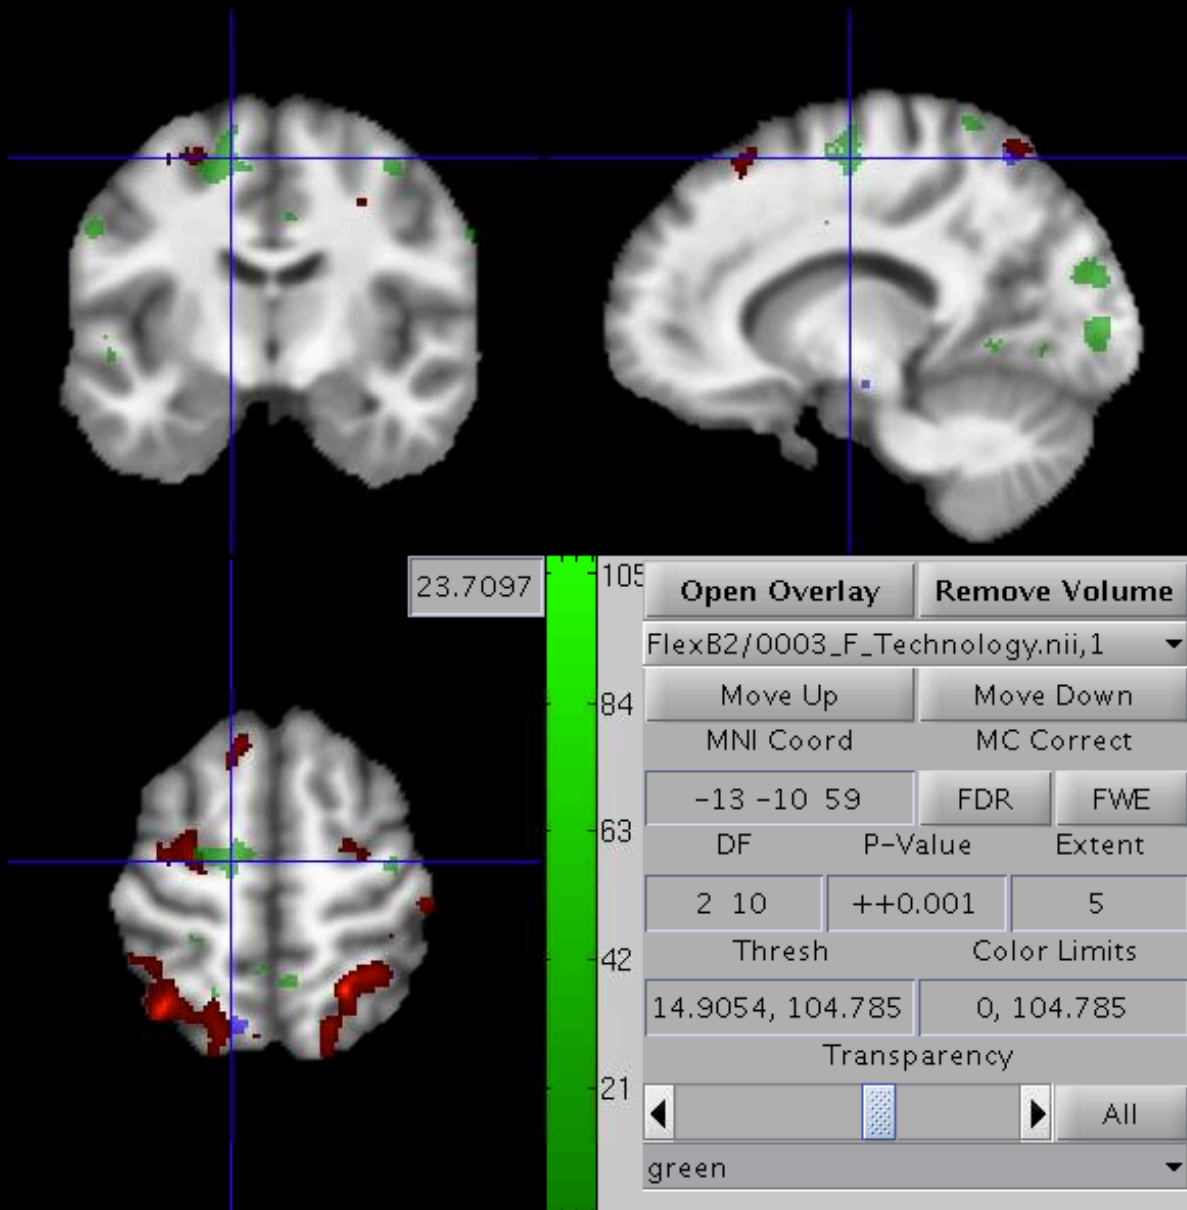 23.7097
105
84
63
42
21
Open Overlay Remove Volume
FlexB2/0003_F_Technology.nii,1
Move Up Move Down
MNI Coord MC Correct
-13 -10 59 FDR FWE
DF P-Value Extent
2 10 ++0.001 5
Thresh Color Limits
14.9054, 104.785 0, 104.785
Transparency
All
green